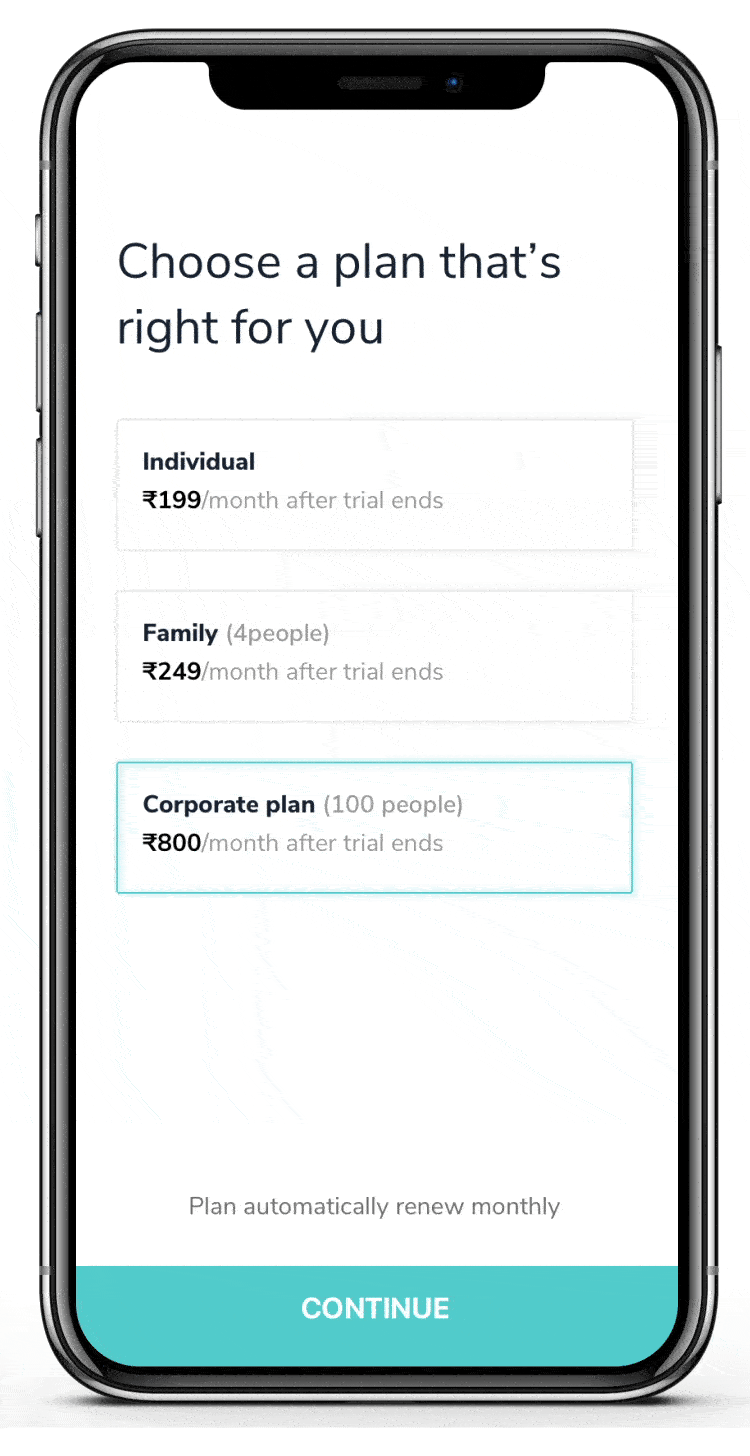 Choose a plan that’s
right for you
Individual
₹199/month after trial ends
Family (4people)
₹249/month after trial ends
Corporate plan (100 people)
₹800/month after trial ends
Plan automatically renew monthly
CONTINUE